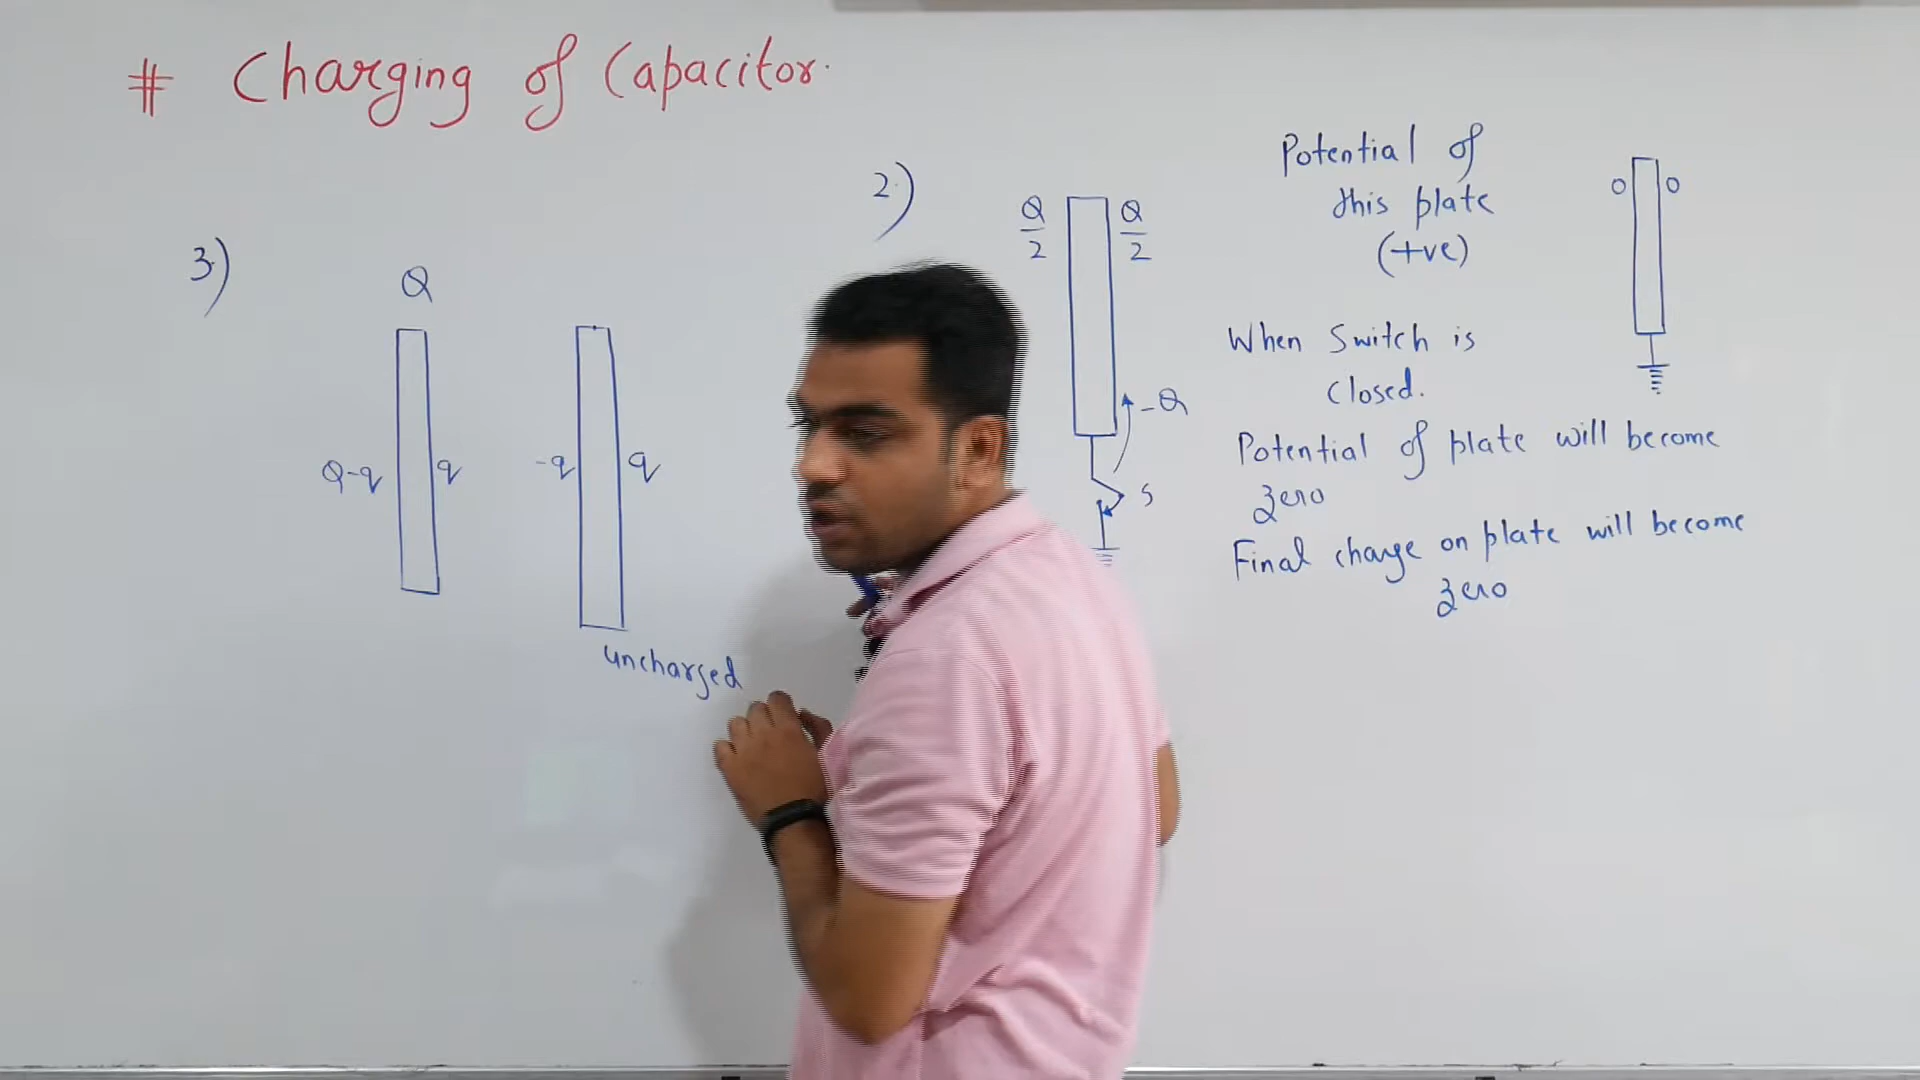 # Charging of Capacitor.
3)
Q
Q-q
q
-q
q
uncharged
2)
Q/2
Q/2
-Q
S
Potential of
this plate
(+ve)
0
0
When Switch is
Closed.
Potential of plate will become
zero
Final charge on plate will become
zero